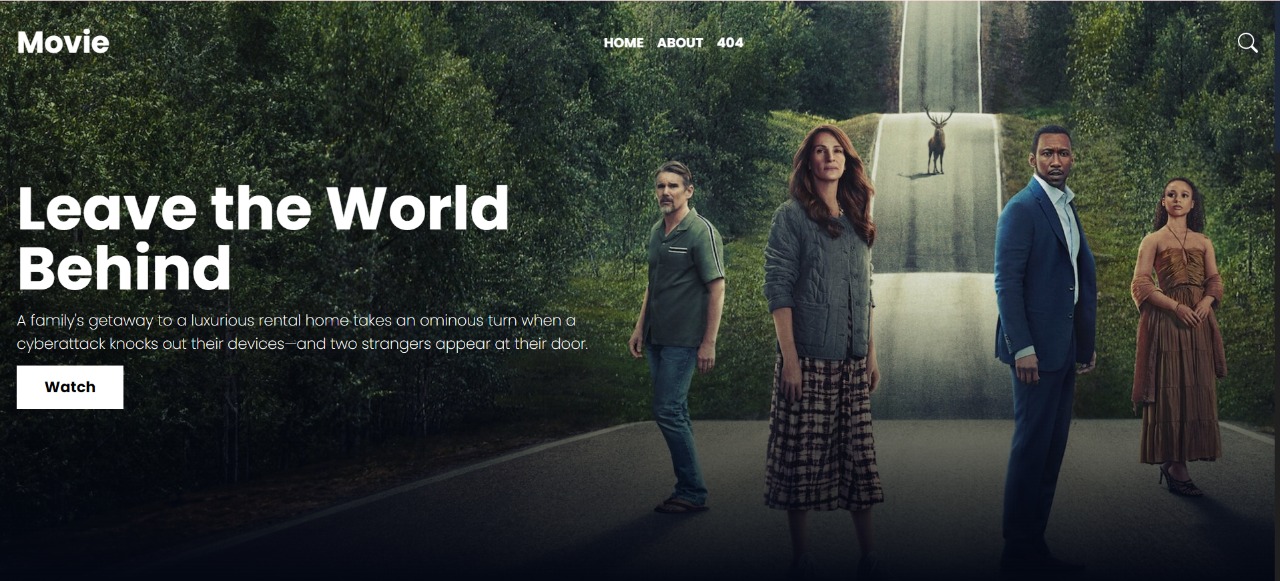 Movie
HOME ABOUT 404
Leave the World
Behind
A family's getaway to a luxurious rental home takes an ominous turn when a
cyberattack knocks out their devices—and two strangers appear at their door.
Watch